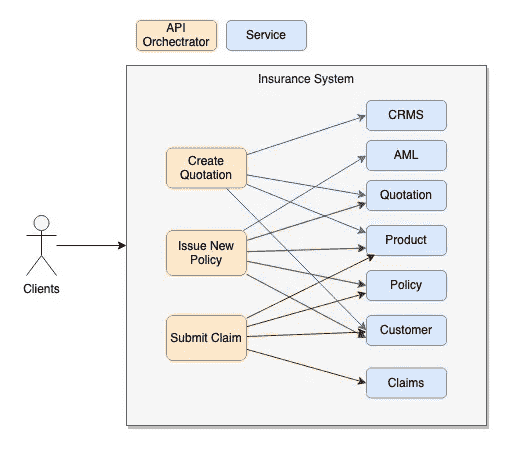 API
Orchestrator
Service
Insurance System
CRMS
AML
Create
Quotation
Quotation
Product
Issue New
Policy
Clients
Policy
Submit Claim
Customer
Claims